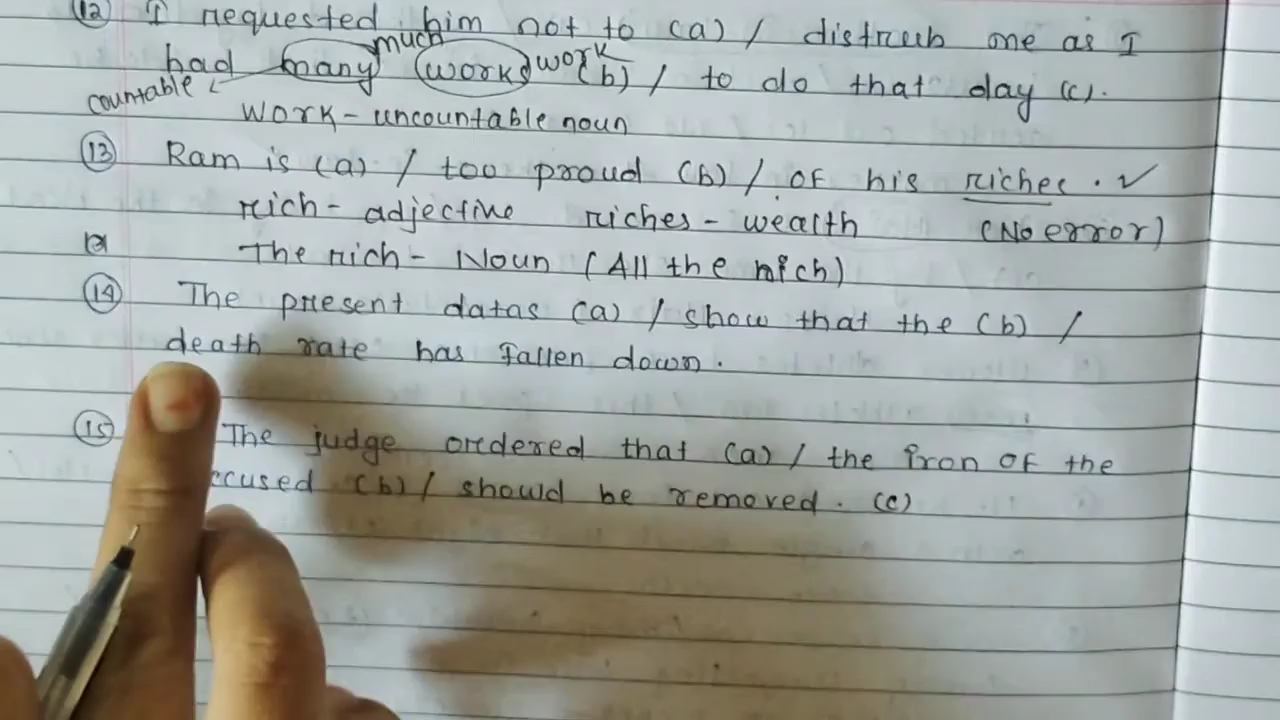 (12) I requested him not to (a) / distrub one as I
much work
had many works (b) / to do that day (c).
countable
work - uncountable noun
(13) Ram is (a) / too proud (b) / of his riches. ✓
rich - adjective riches - wealth (No error)
The rich - Noun (All the rich)
(14) The present datas (a) / show that the (b) /
death rate has fallen down.
(15) The judge ordered that (a) / the iron of the
ccused (b) / should be removed. (c)